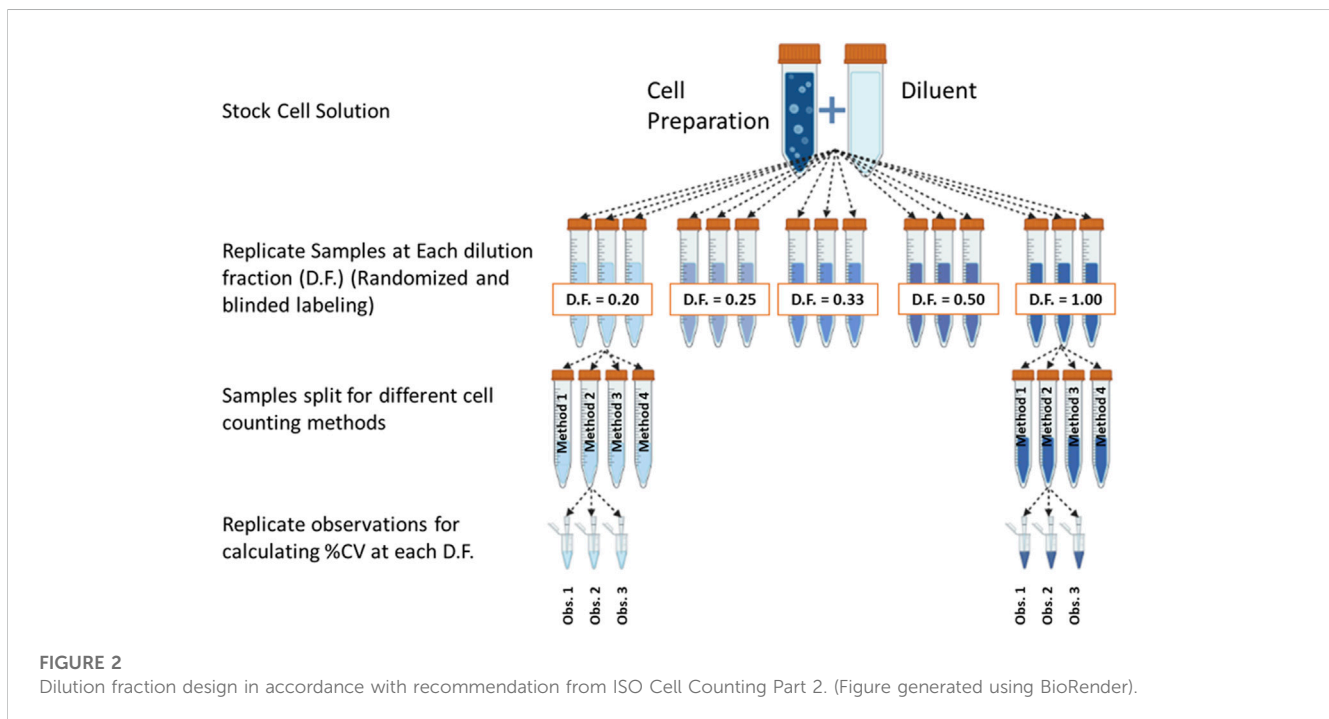 Stock Cell Solution
Cell
Preparation
+
Diluent
Replicate Samples at Each dilution
fraction (D.F.) (Randomized and
blinded labeling)
D.F. = 0.20
D.F. = 0.25
D.F. = 0.33
D.F. = 0.50
D.F. = 1.00
Samples split for different cell
counting methods
Method 1
Method 2
Method 3
Method 4
Method 1
Method 2
Method 3
Method 4
Replicate observations for
calculating %CV at each D.F.
Obs. 1
Obs. 2
Obs. 3
Obs. 1
Obs. 2
Obs. 3
FIGURE 2
Dilution fraction design in accordance with recommendation from ISO Cell Counting Part 2. (Figure generated using BioRender).